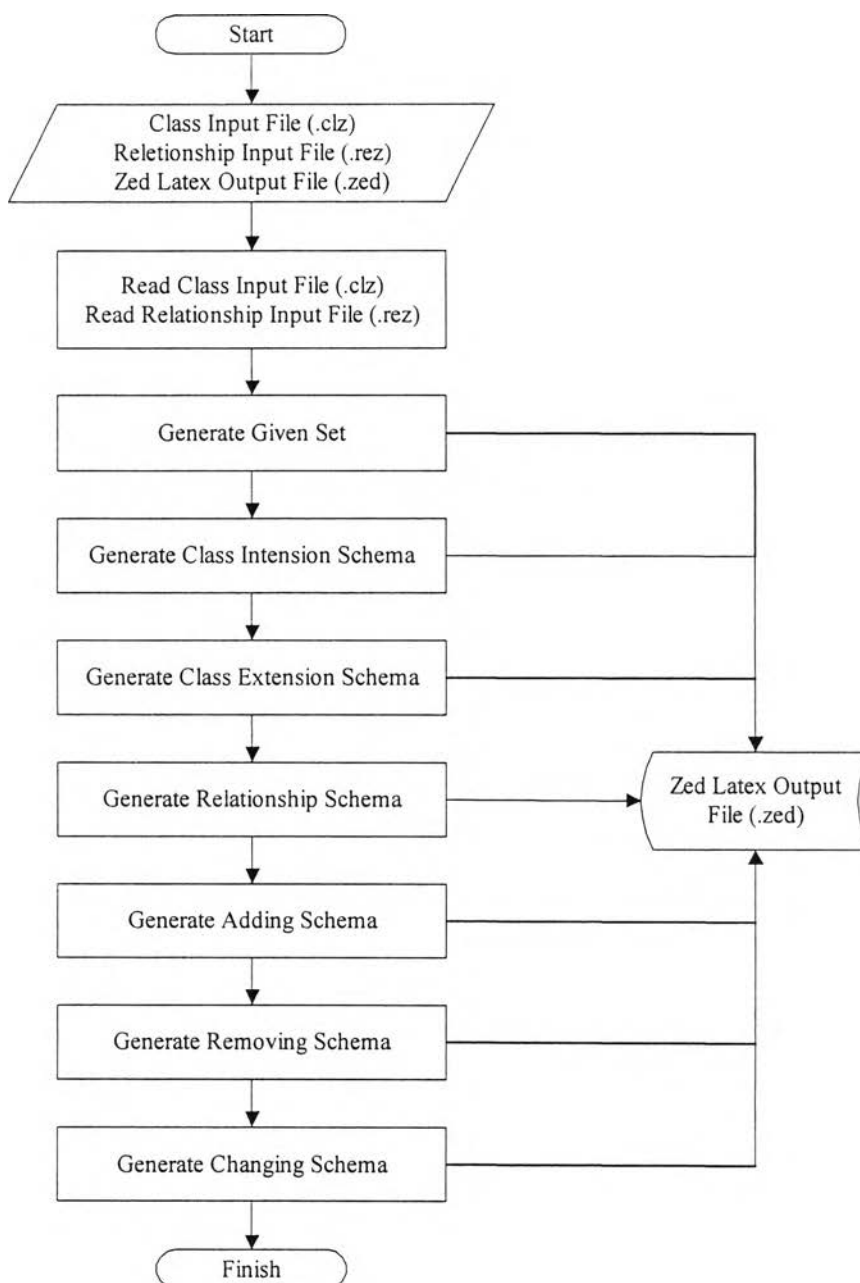 Start
Class Input File (.clz)
Reletionship Input File (.rez)
Zed Latex Output File (.zed)
Read Class Input File (.clz)
Read Relationship Input File (.rez)
Generate Given Set
Generate Class Intension Schema
Generate Class Extension Schema
Generate Relationship Schema
Zed Latex Output
File (.zed)
Generate Adding Schema
Generate Removing Schema
Generate Changing Schema
Finish